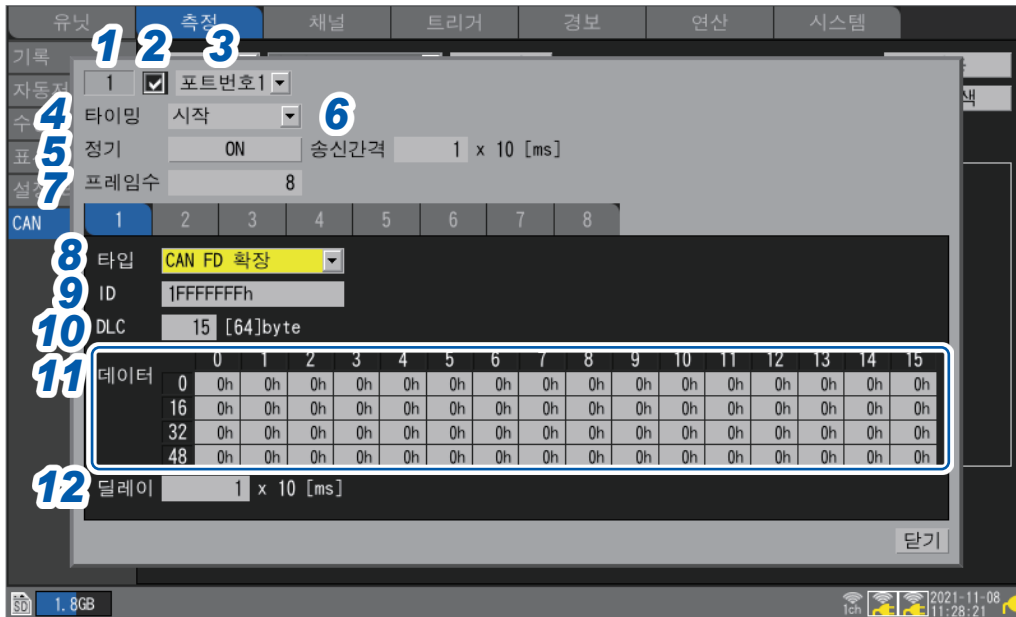 유닛 측정 채널 트리거 경보 연산 시스템
1 2 3
기록
1 포트번호1
자동저
색
4 타이밍 시작 6
수
5 정기 ON 송신간격 1 x 10 [ms]
표
7 프레임수 8
설정
CAN 1 2 3 4 5 6 7 8
8 타입 CAN FD 확장
9 ID 1FFFFFFFh
10 DLC 15 [64]byte
11 데이터 0 1 2 3 4 5 6 7 8 9 10 11 12 13 14 15
0 0h 0h 0h 0h 0h 0h 0h 0h 0h 0h 0h 0h 0h 0h 0h 0h
16 0h 0h 0h 0h 0h 0h 0h 0h 0h 0h 0h 0h 0h 0h 0h 0h
32 0h 0h 0h 0h 0h 0h 0h 0h 0h 0h 0h 0h 0h 0h 0h 0h
48 0h 0h 0h 0h 0h 0h 0h 0h 0h 0h 0h 0h 0h 0h 0h 0h
12 딜레이 1 x 10 [ms]
닫기
SD 1.8GB 1ch 2021-11-08
11:28:21